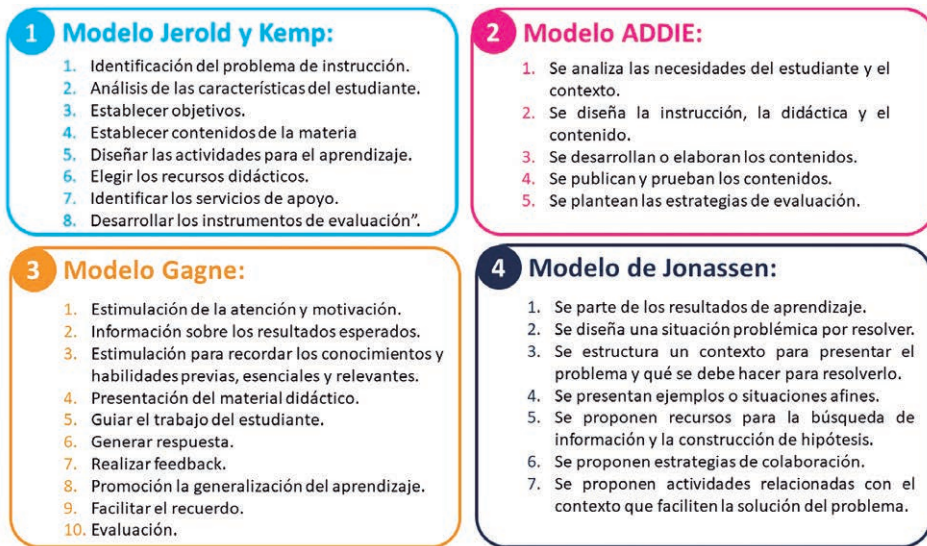 1 Modelo Jerold y Kemp:
1. Identificación del problema de instrucción.
2. Análisis de las características del estudiante.
3. Establecer objetivos.
4. Establecer contenidos de la materia
5. Diseñar las actividades para el aprendizaje.
6. Elegir los recursos didácticos.
7. Identificar los servicios de apoyo.
8. Desarrollar los instrumentos de evaluación”.
2 Modelo ADDIE:
1. Se analiza las necesidades del estudiante y el
contexto.
2. Se diseña la instrucción, la didáctica y el
contenido.
3. Se desarrollan o elaboran los contenidos.
4. Se publican y prueban los contenidos.
5. Se plantean las estrategias de evaluación.
3 Modelo Gagne:
1. Estimulación de la atención y motivación.
2. Información sobre los resultados esperados.
3. Estimulación para recordar los conocimientos y
habilidades previas, esenciales y relevantes.
4. Presentación del material didáctico.
5. Guiar el trabajo del estudiante.
6. Generar respuesta.
7. Realizar feedback.
8. Promoción la generalización del aprendizaje.
9. Facilitar el recuerdo.
10. Evaluación.
4 Modelo de Jonassen:
1. Se parte de los resultados de aprendizaje.
2. Se diseña una situación problémica por resolver.
3. Se estructura un contexto para presentar el
problema y qué se debe hacer para resolverlo.
4. Se presentan ejemplos o situaciones afines.
5. Se proponen recursos para la búsqueda de
información y la construcción de hipótesis.
6. Se proponen estrategias de colaboración.
7. Se proponen actividades relacionadas con el
contexto que faciliten la solución del problema.